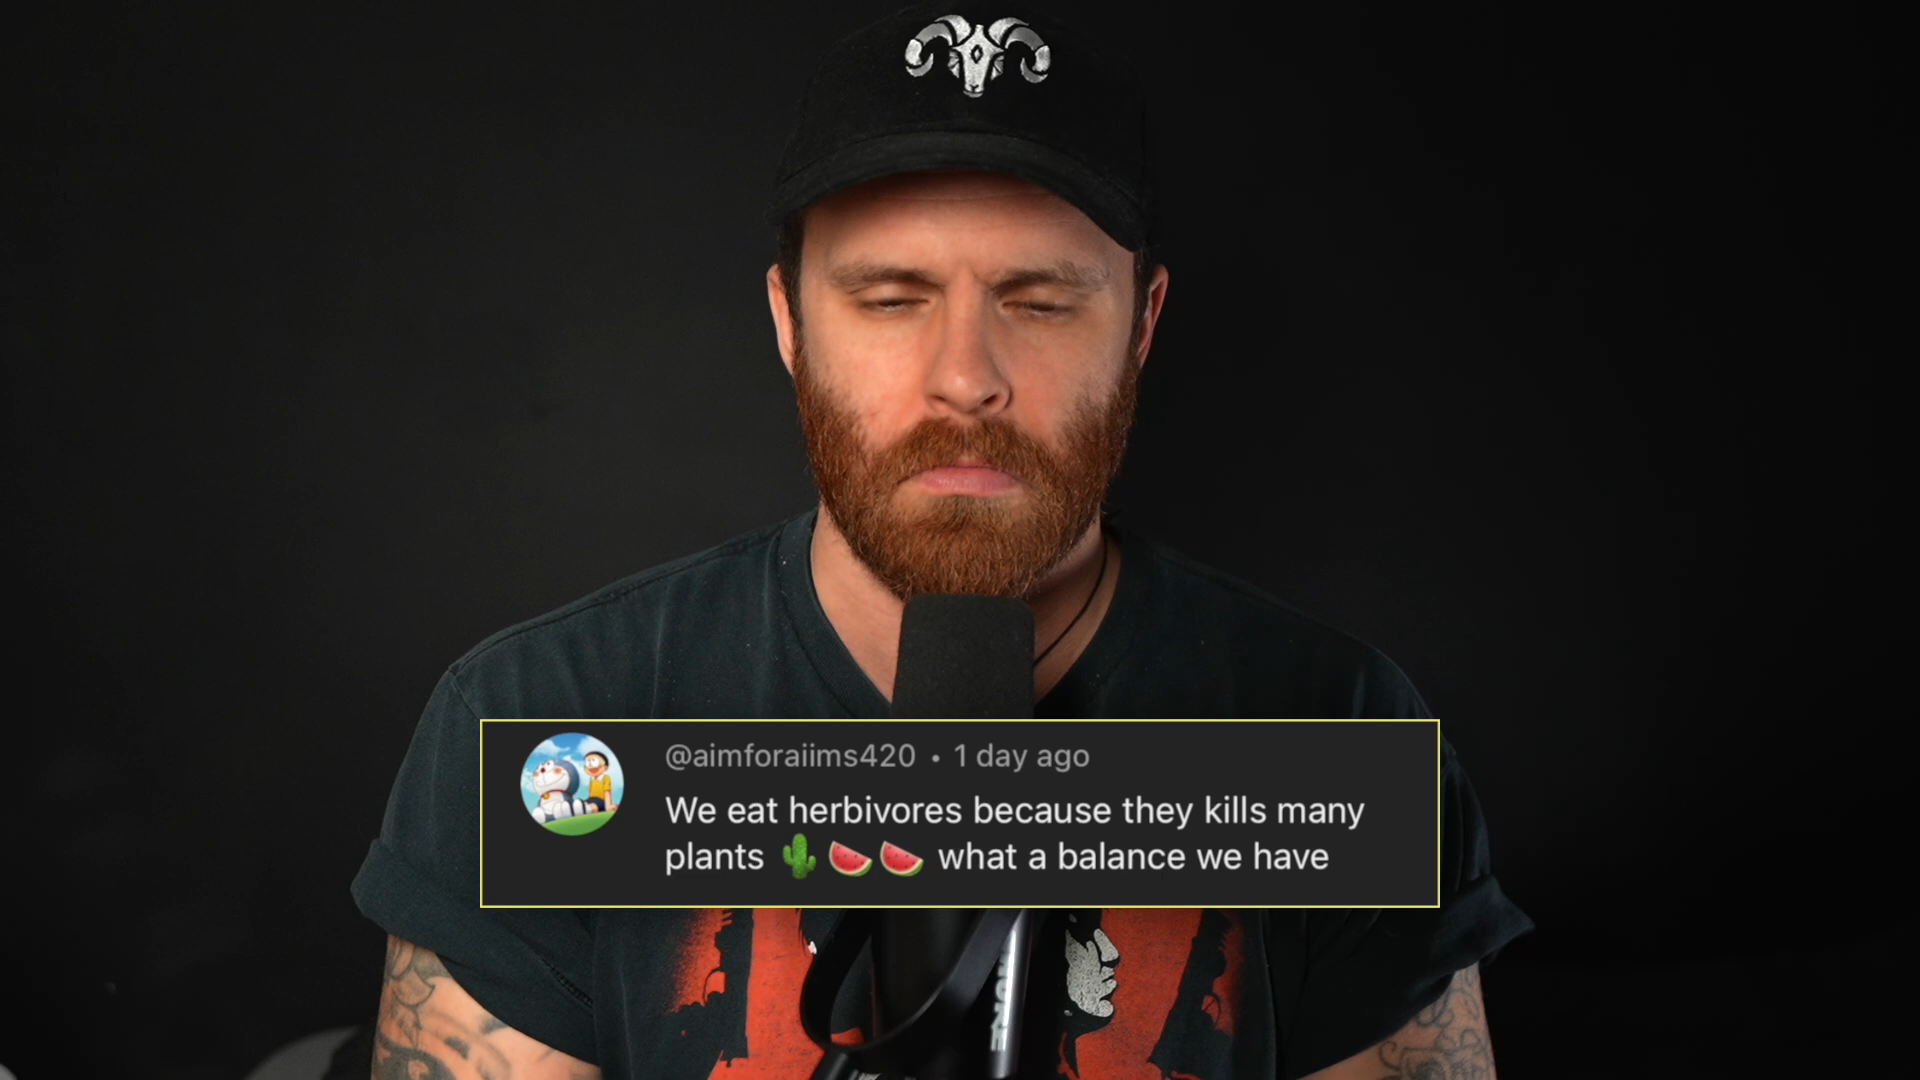 @aimforaiims420 • 1 day ago
We eat herbivores because they kills many
plants 🌵🍉🍉 what a balance we have